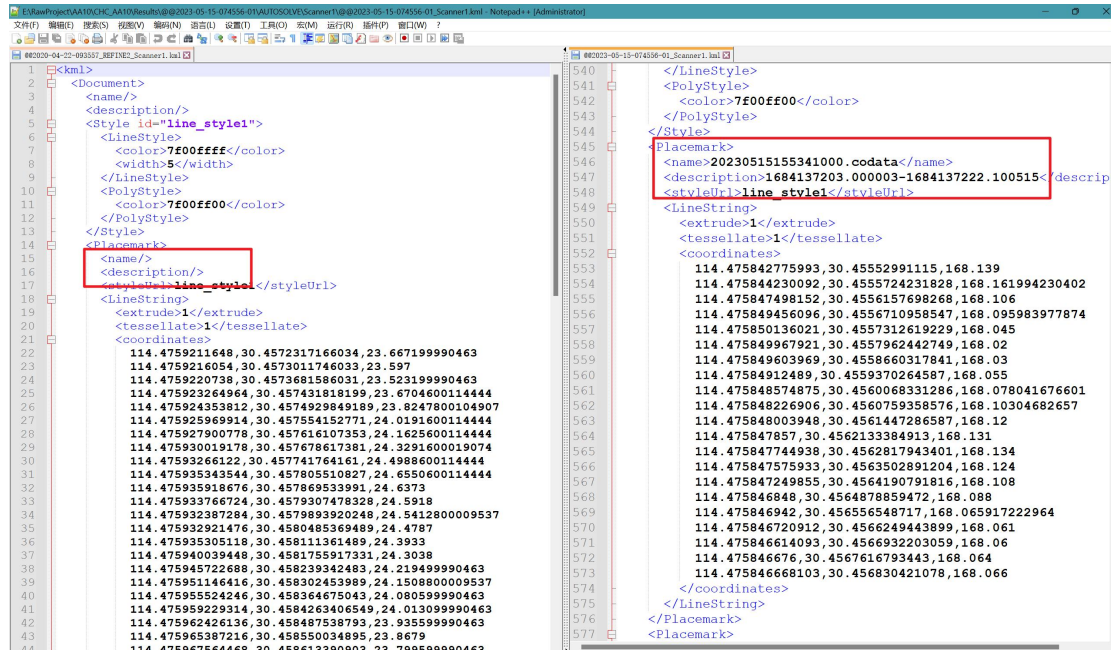 E:\RawProject\AA10\CHC_AA10\Results\@@2023-05-15-074556-01\AUTOSOLVE\Scanner1\@@2023-05-15-074556-01_Scanner1.kml - Notepad++ [Administrator]
文件(F) 编辑(E) 搜索(S) 视图(V) 编码(N) 语言(L) 设置(T) 工具(O) 宏(M) 运行(R) 插件(P) 窗口(W) ?
@@2020-04-22-093557_REFINE2_Scanner1.kml
1 <kml>
2 <Document>
3 <name/>
4 <description/>
5 <Style id="line_style1">
6 <LineStyle>
7 <color>7f00ffff</color>
8 <width>5</width>
9 </LineStyle>
10 <PolyStyle>
11 <color>7f00ff00</color>
12 </PolyStyle>
13 </Style>
14 <Placemark>
15 <name/>
16 <description/>
17 <styleUrl>line_style1</styleUrl>
18 <LineString>
19 <extrude>1</extrude>
20 <tessellate>1</tessellate>
21 <coordinates>
22 114.4759211648,30.4572317166034,23.667199990463
23 114.4759216054,30.4573011746033,23.597
24 114.4759220738,30.4573681586031,23.523199990463
25 114.475923264964,30.457431818199,23.6704600114444
26 114.475924353812,30.4574929849189,23.8247800104907
27 114.475925969914,30.457554152771,24.0191600114444
28 114.475927900778,30.457616107353,24.1625600114444
29 114.475930019178,30.457678617381,24.3291600019074
30 114.47593266122,30.457741764161,24.4988600114444
31 114.475935343544,30.457805510827,24.6550600114444
32 114.475935918676,30.457869533991,24.6373
33 114.475933766724,30.4579307478328,24.5918
34 114.475932387284,30.4579893920248,24.5412800009537
35 114.475932921476,30.4580485369489,24.4787
36 114.475935305118,30.458111361489,24.3933
37 114.475940039448,30.4581755917331,24.3038
38 114.475945722688,30.458239342483,24.219499990463
39 114.475951146416,30.458302453989,24.1508800009537
40 114.475955524246,30.458364675043,24.080599990463
41 114.475959229314,30.4584263406549,24.013099990463
42 114.475962426136,30.458487538793,23.935599990463
43 114.475965387216,30.458550034895,23.8679
44 114.475967564468,30.458613390903,23.799599990463
@@2023-05-15-074556-01_Scanner1.kml
540 </LineStyle>
541 <PolyStyle>
542 <color>7f00ff00</color>
543 </PolyStyle>
544 </Style>
545 <Placemark>
546 <name>20230515155341000.codata</name>
547 <description>1684137203.000003-1684137222.100515</descrip
548 <styleUrl>line_style1</styleUrl>
549 <LineString>
550 <extrude>1</extrude>
551 <tessellate>1</tessellate>
552 <coordinates>
553 114.475842775993,30.45552991115,168.139
554 114.475844230092,30.4555724231828,168.161994230402
555 114.475847498152,30.4556157698268,168.106
556 114.475849456096,30.4556710958547,168.095983977874
557 114.475850136021,30.4557312619229,168.045
558 114.475849967921,30.4557962442749,168.02
559 114.475849603969,30.4558660317841,168.03
560 114.47584912489,30.4559370264587,168.055
561 114.475848574875,30.4560068331286,168.078041676601
562 114.475848226906,30.4560759358576,168.10304682657
563 114.475848003948,30.4561447286587,168.12
564 114.475847857,30.4562133384913,168.131
565 114.47584744938,30.4562817943401,168.134
566 114.47584757 5933,30.4563502891204,168.124
567 114.475847249855,30.4564190791816,168.108
568 114.475846848,30.4564878859472,168.088
569 114.475846942,30.456556548717,168.065917222964
570 114.475846720912,30.4566249443899,168.061
571 114.475846614093,30.4566932203059,168.06
572 114.475846676,30.4567616793443,168.064
573 114.475846668103,30.456830421078,168.066
574 </coordinates>
575 </LineString>
576 </Placemark>
577 <Placemark>